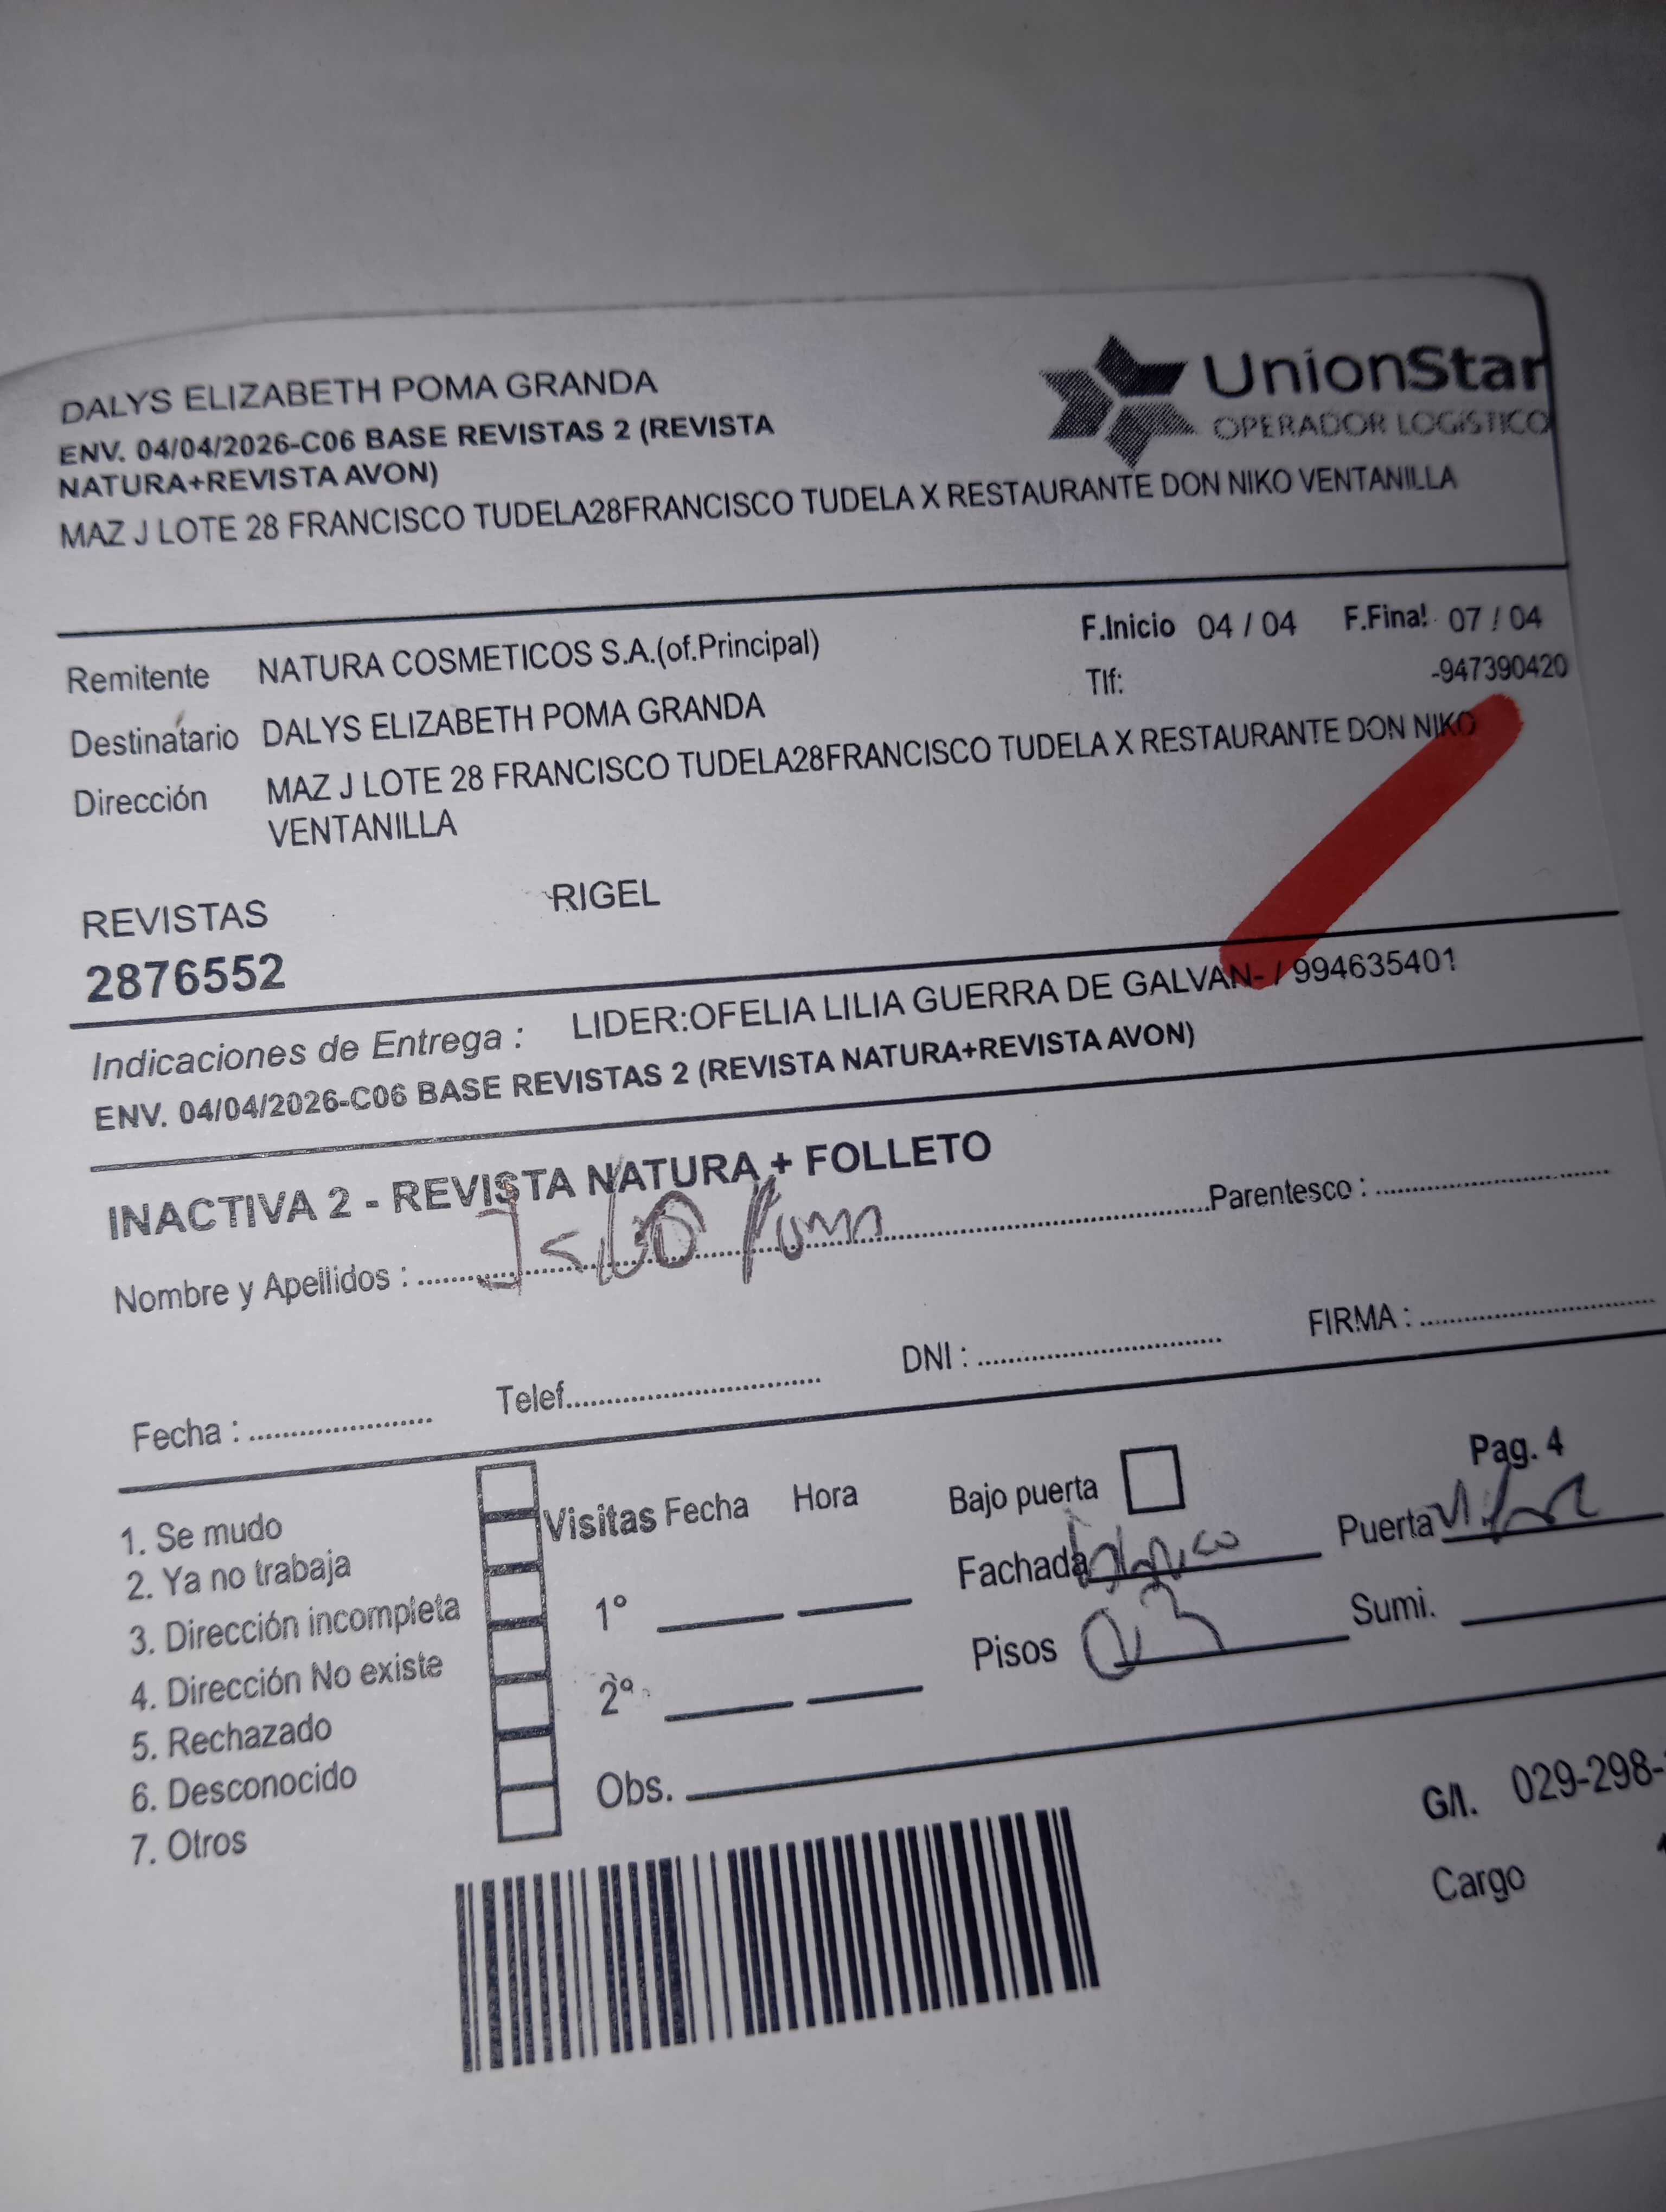 DALYS ELIZABETH POMA GRANDA
UnionStar
OPERADOR LOGÍSTICO
ENV. 04/04/2026-C06 BASE REVISTAS 2 (REVISTA
NATURA+REVISTA AVON)
MAZ J LOTE 28 FRANCISCO TUDELA28FRANCISCO TUDELA X RESTAURANTE DON NIKO VENTANILLA
Remitente NATURA COSMETICOS S.A.(of.Principal) F.Inicio 04 / 04 F.Final 07 / 04
Destinatario DALYS ELIZABETH POMA GRANDA Tlf: -947390420
Dirección MAZ J LOTE 28 FRANCISCO TUDELA28FRANCISCO TUDELA X RESTAURANTE DON NIKO
VENTANILLA
REVISTAS RIGEL
2876552
Indicaciones de Entrega : LIDER:OFELIA LILIA GUERRA DE GALVAN- / 994635401
ENV. 04/04/2026-C06 BASE REVISTAS 2 (REVISTA NATURA+REVISTA AVON)
INACTIVA 2 - REVISTA NATURA + FOLLETO
Nombre y Apellidos : Poma Parentesco :
Fecha : Telef. DNI : FIRMA :
Pag. 4
1. Se mudo
2. Ya no trabaja
3. Dirección incompleta
4. Dirección No existe
5. Rechazado
6. Desconocido
7. Otros
Visitas Fecha Hora
1°
2°
Obs.
Bajo puerta
Fachada Puerta
Pisos 03 Sumi.
G/I. 029-298-
Cargo